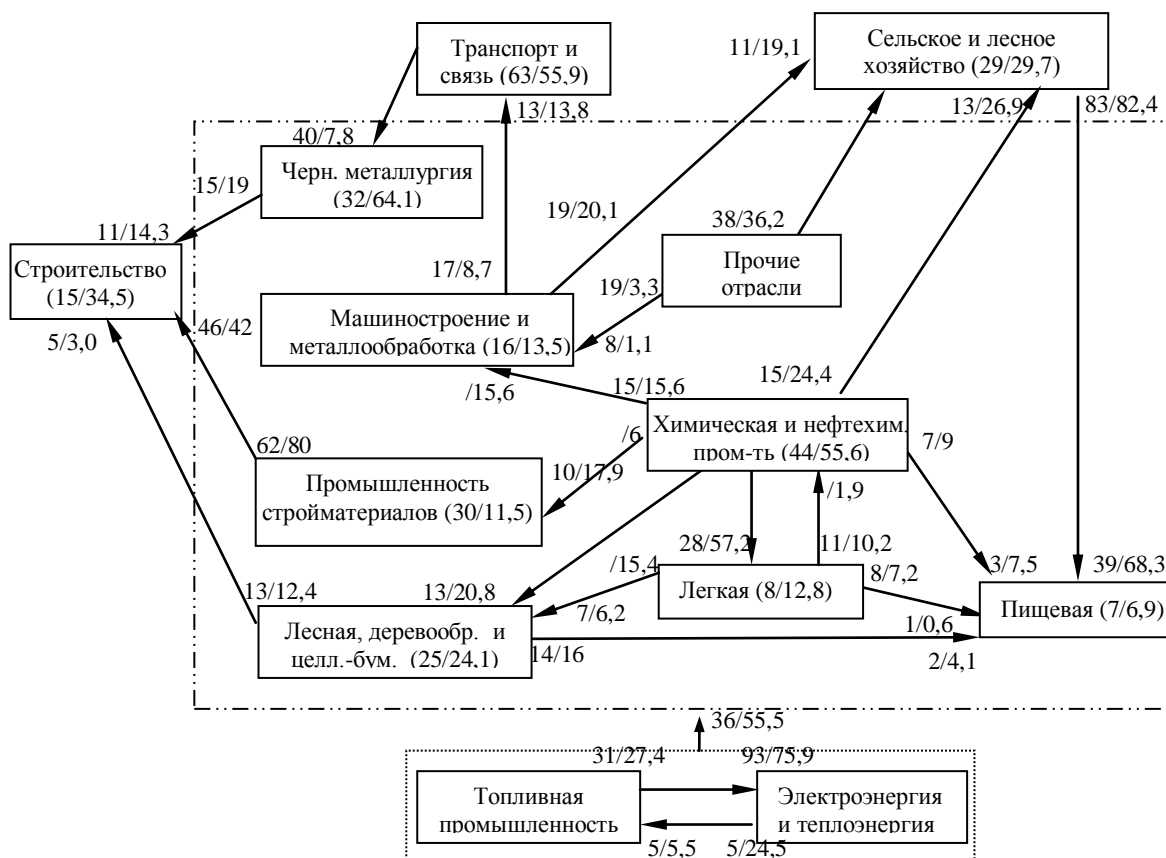 Транспорт и
связь (63/55,9)
11/19,1
Сельское и лесное
хозяйство (29/29,7)
13/13,8
13/26,9
83/82,4
40/7,8
Черн. металлургия
(32/64,1)
15/19
11/14,3
19/20,1
38/36,2
Строительство
(15/34,5)
17/8,7
Прочие
отрасли
19/3,3
46/42
5/3,0
Машиностроение и
металлообработка (16/13,5)
8/1,1
/15,6
15/15,6
15/24,4
Химическая и нефтехим.
пром-ть (44/55,6)
/6
7/9
62/80
10/17,9
Промышленность
стройматериалов (30/11,5)
/1,9
28/57,2
11/10,2
/15,4
8/7,2
3/7,5
39/68,3
13/12,4
13/20,8
Легкая (8/12,8)
Пищевая (7/6,9)
7/6,2
1/0,6
Лесная, деревообр. и
целл.-бум. (25/24,1)
14/16
2/4,1
36/55,5
31/27,4
93/75,9
Топливная
промышленность
Электроэнергия
и теплоэнергия
5/5,5
5/24,5